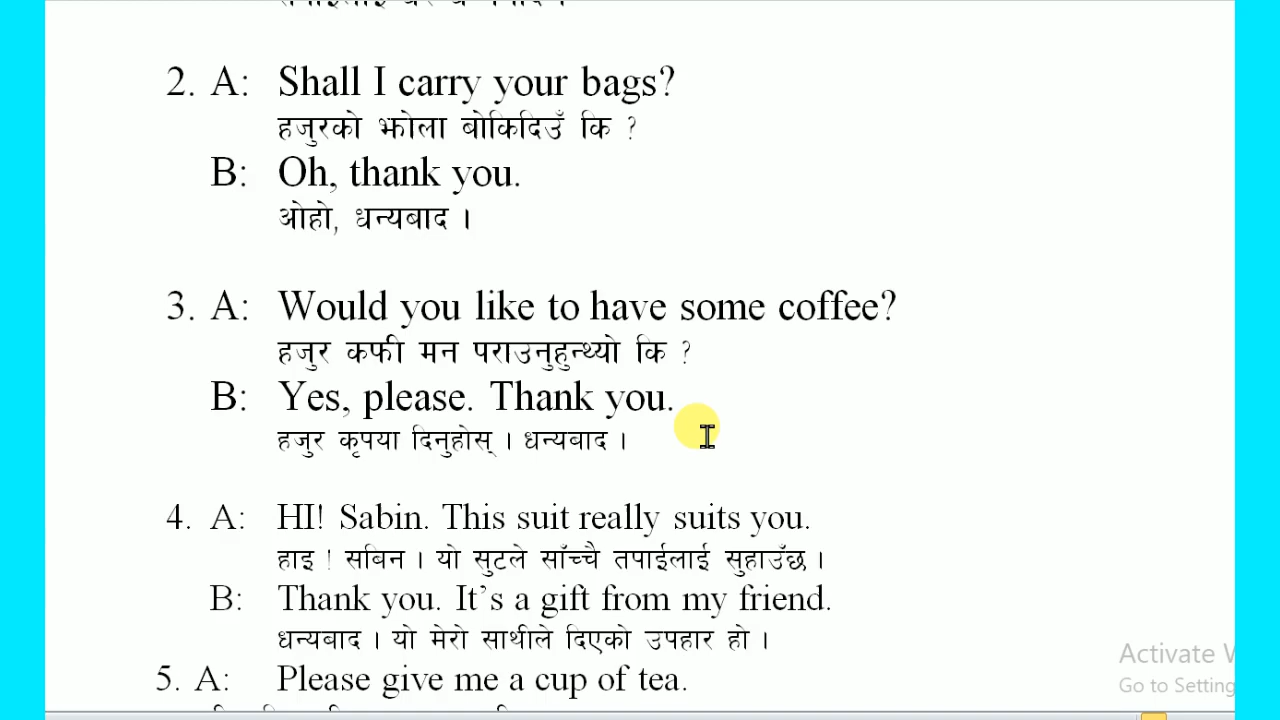 2. A: Shall I carry your bags?
हजुरको झोला बोकिदिउँ कि ?
B: Oh, thank you.
ओहो, धन्यबाद ।
3. A: Would you like to have some coffee?
हजुर कफी मन पराउनुहुन्थ्यो कि ?
B: Yes, please. Thank you.
हजुर कृपया दिनुहोस् । धन्यबाद ।
4. A: HI! Sabin. This suit really suits you.
हाइ ! सबिन । यो सुटले साँच्चै तपाईलाई सुहाउँछ ।
B: Thank you. It's a gift from my friend.
धन्यबाद । यो मेरो साथीले दिएको उपहार हो ।
Activate
Go to Setting
5. A: Please give me a cup of tea.